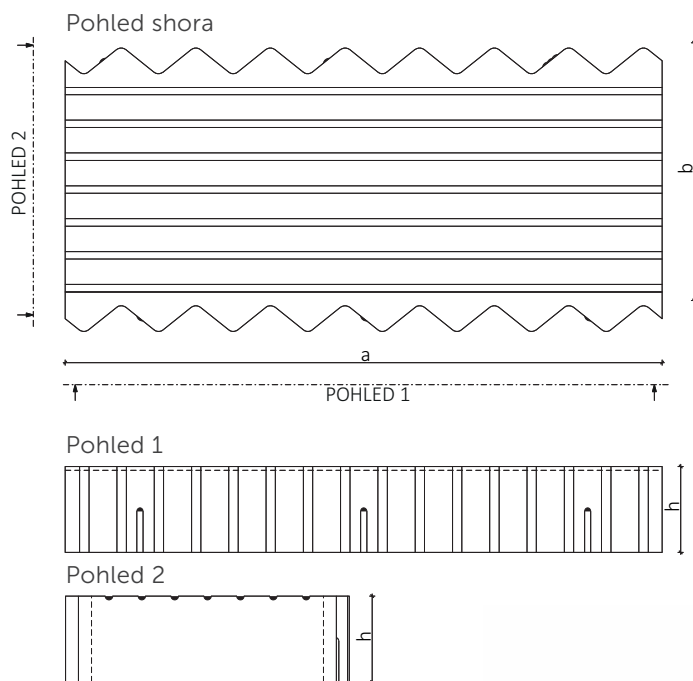 Pohled shora
POHLED 2
b
a
POHLED 1
Pohled 1
h
Pohled 2
h